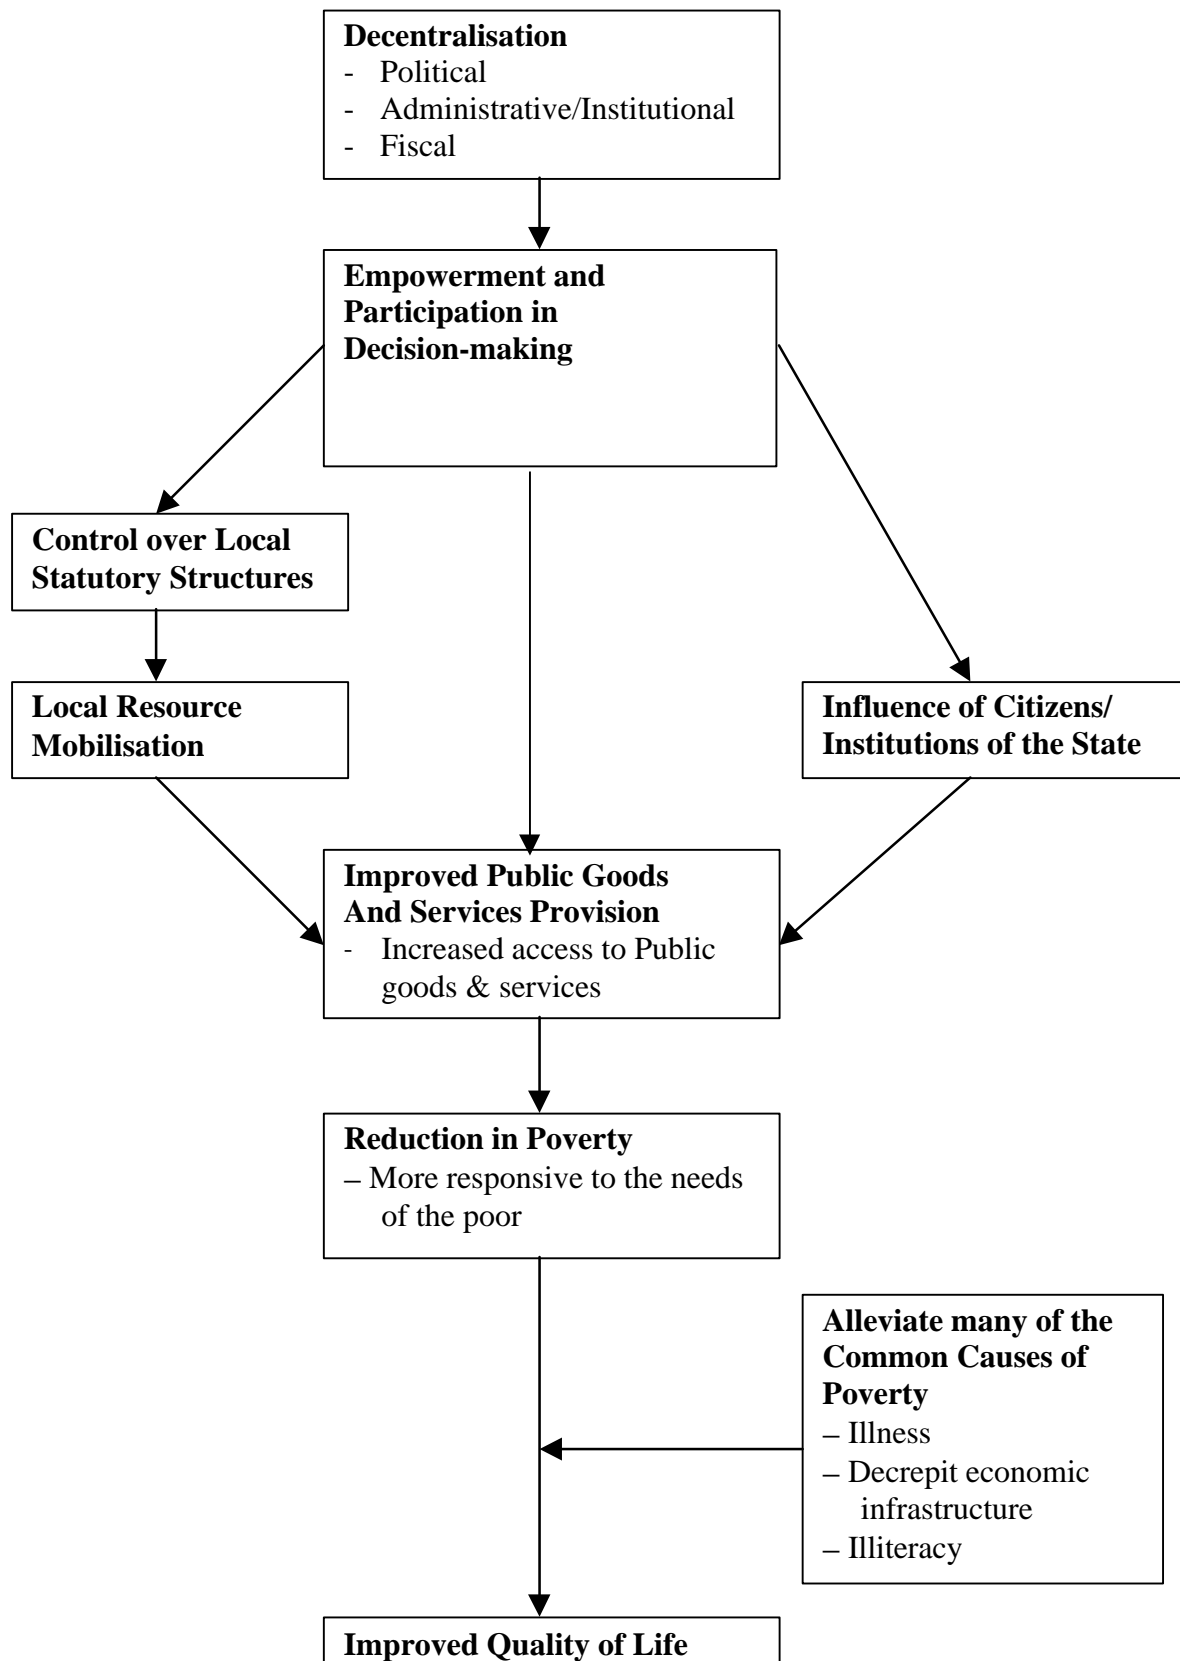 Decentralisation
- Political
- Administrative/Institutional
- Fiscal
Empowerment and
Participation in
Decision-making
Control over Local
Statutory Structures
Local Resource
Mobilisation
Influence of Citizens/
Institutions of the State
Improved Public Goods
And Services Provision
- Increased access to Public
goods & services
Reduction in Poverty
– More responsive to the needs
of the poor
Alleviate many of the
Common Causes of
Poverty
– Illness
– Decrepit economic
infrastructure
– Illiteracy
Improved Quality of Life